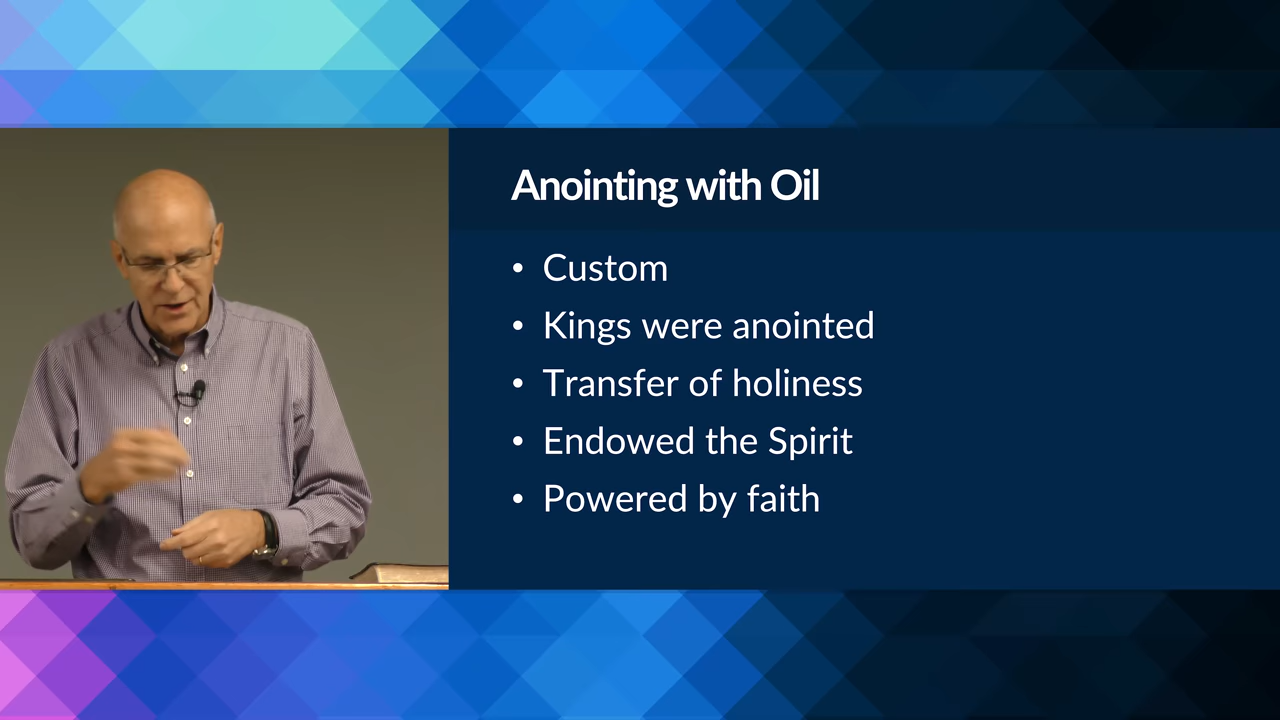 Anointing with Oil
• Custom
• Kings were anointed
• Transfer of holiness
• Endowed the Spirit
• Powered by faith